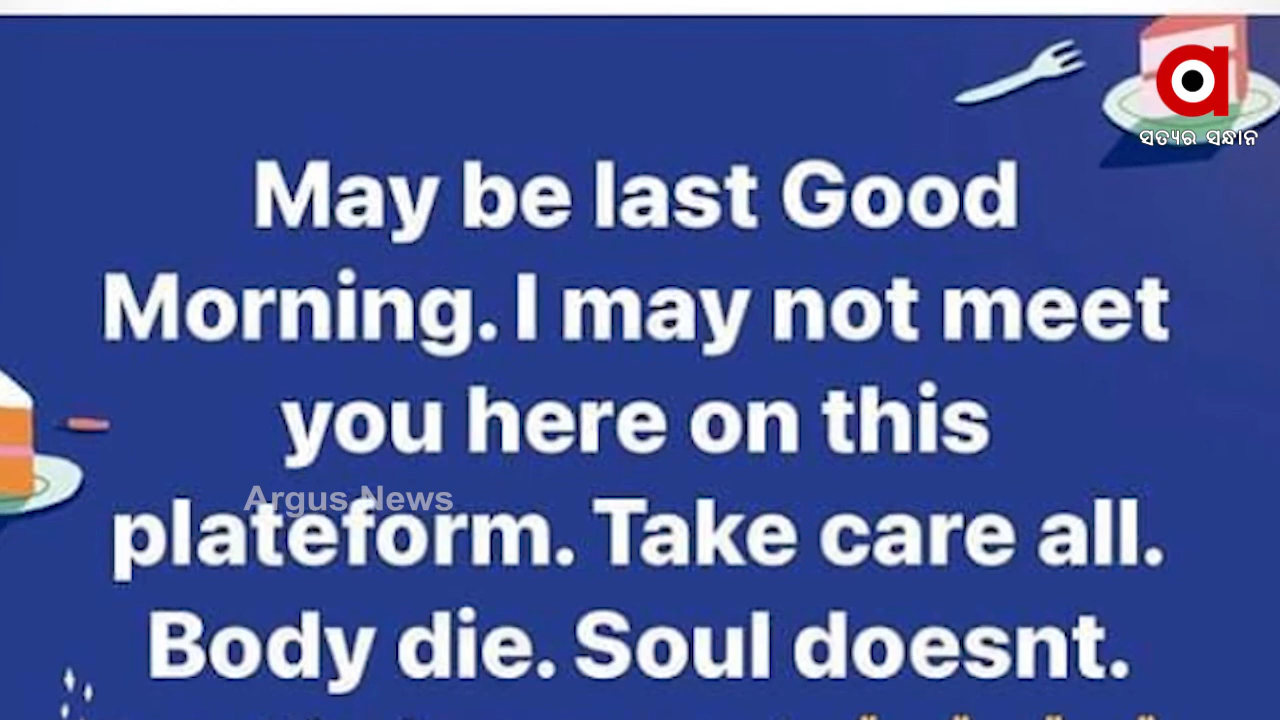 ସତ୍ୟର ସନ୍ଧାନ
May be last Good
Morning. I may not meet
you here on this
Argus News
plateform. Take care all.
Body die. Soul doesnt.